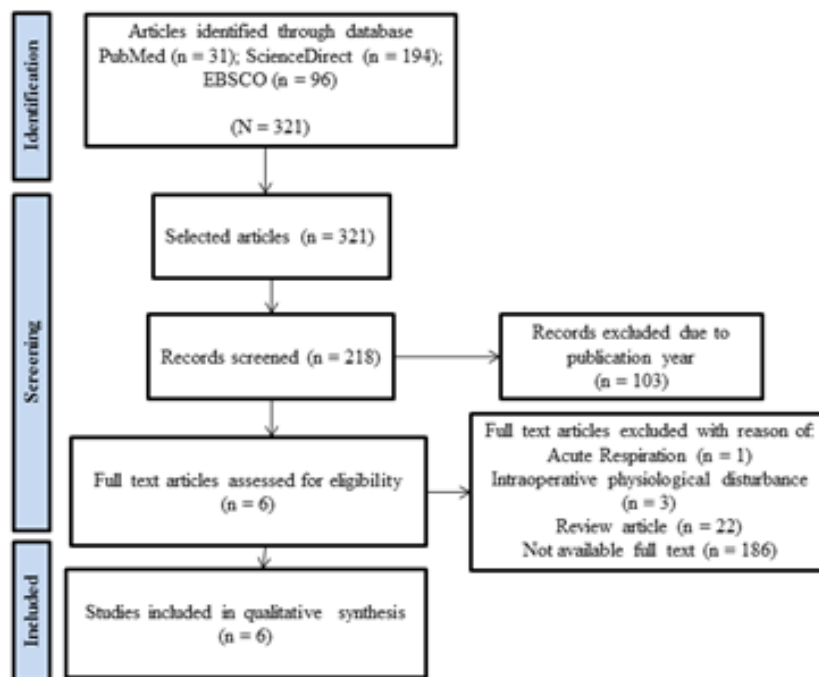 Identification
Articles identified through database
PubMed (n = 31); ScienceDirect (n = 194);
EBSCO (n = 96)
(N = 321)
Screening
Selected articles (n = 321)
Records screened (n = 218)
Records excluded due to
publication year
(n = 103)
Full text articles assessed for eligibility
(n = 6)
Full text articles excluded with reason of:
Acute Respiration (n = 1)
Intraoperative physiological disturbance
(n = 3)
Review article (n = 22)
Not available full text (n = 186)
Included
Studies included in qualitative synthesis
(n = 6)